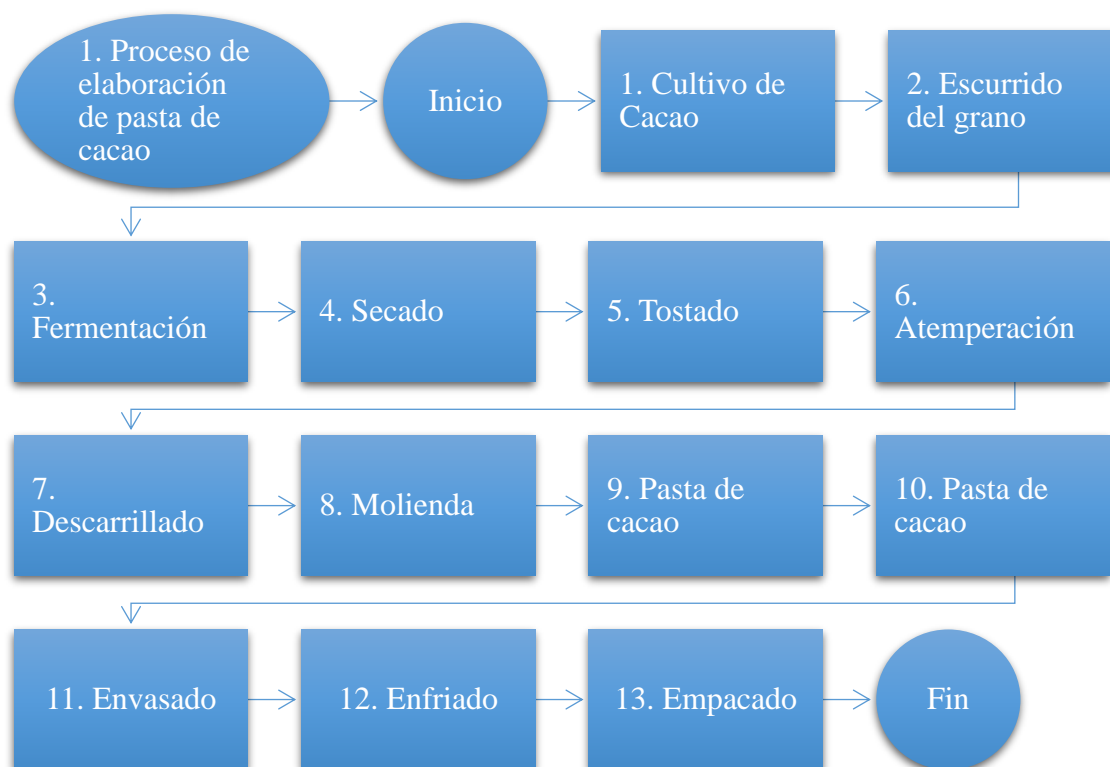 1. Proceso de
elaboración
de pasta de
cacao
Inicio
1. Cultivo de
Cacao
2. Escurrido
del grano
3.
Fermentación
4. Secado
5. Tostado
6.
Atemperación
7.
Descarrillado
8. Molienda
9. Pasta de
cacao
10. Pasta de
cacao
11. Envasado
12. Enfriado
13. Empacado
Fin